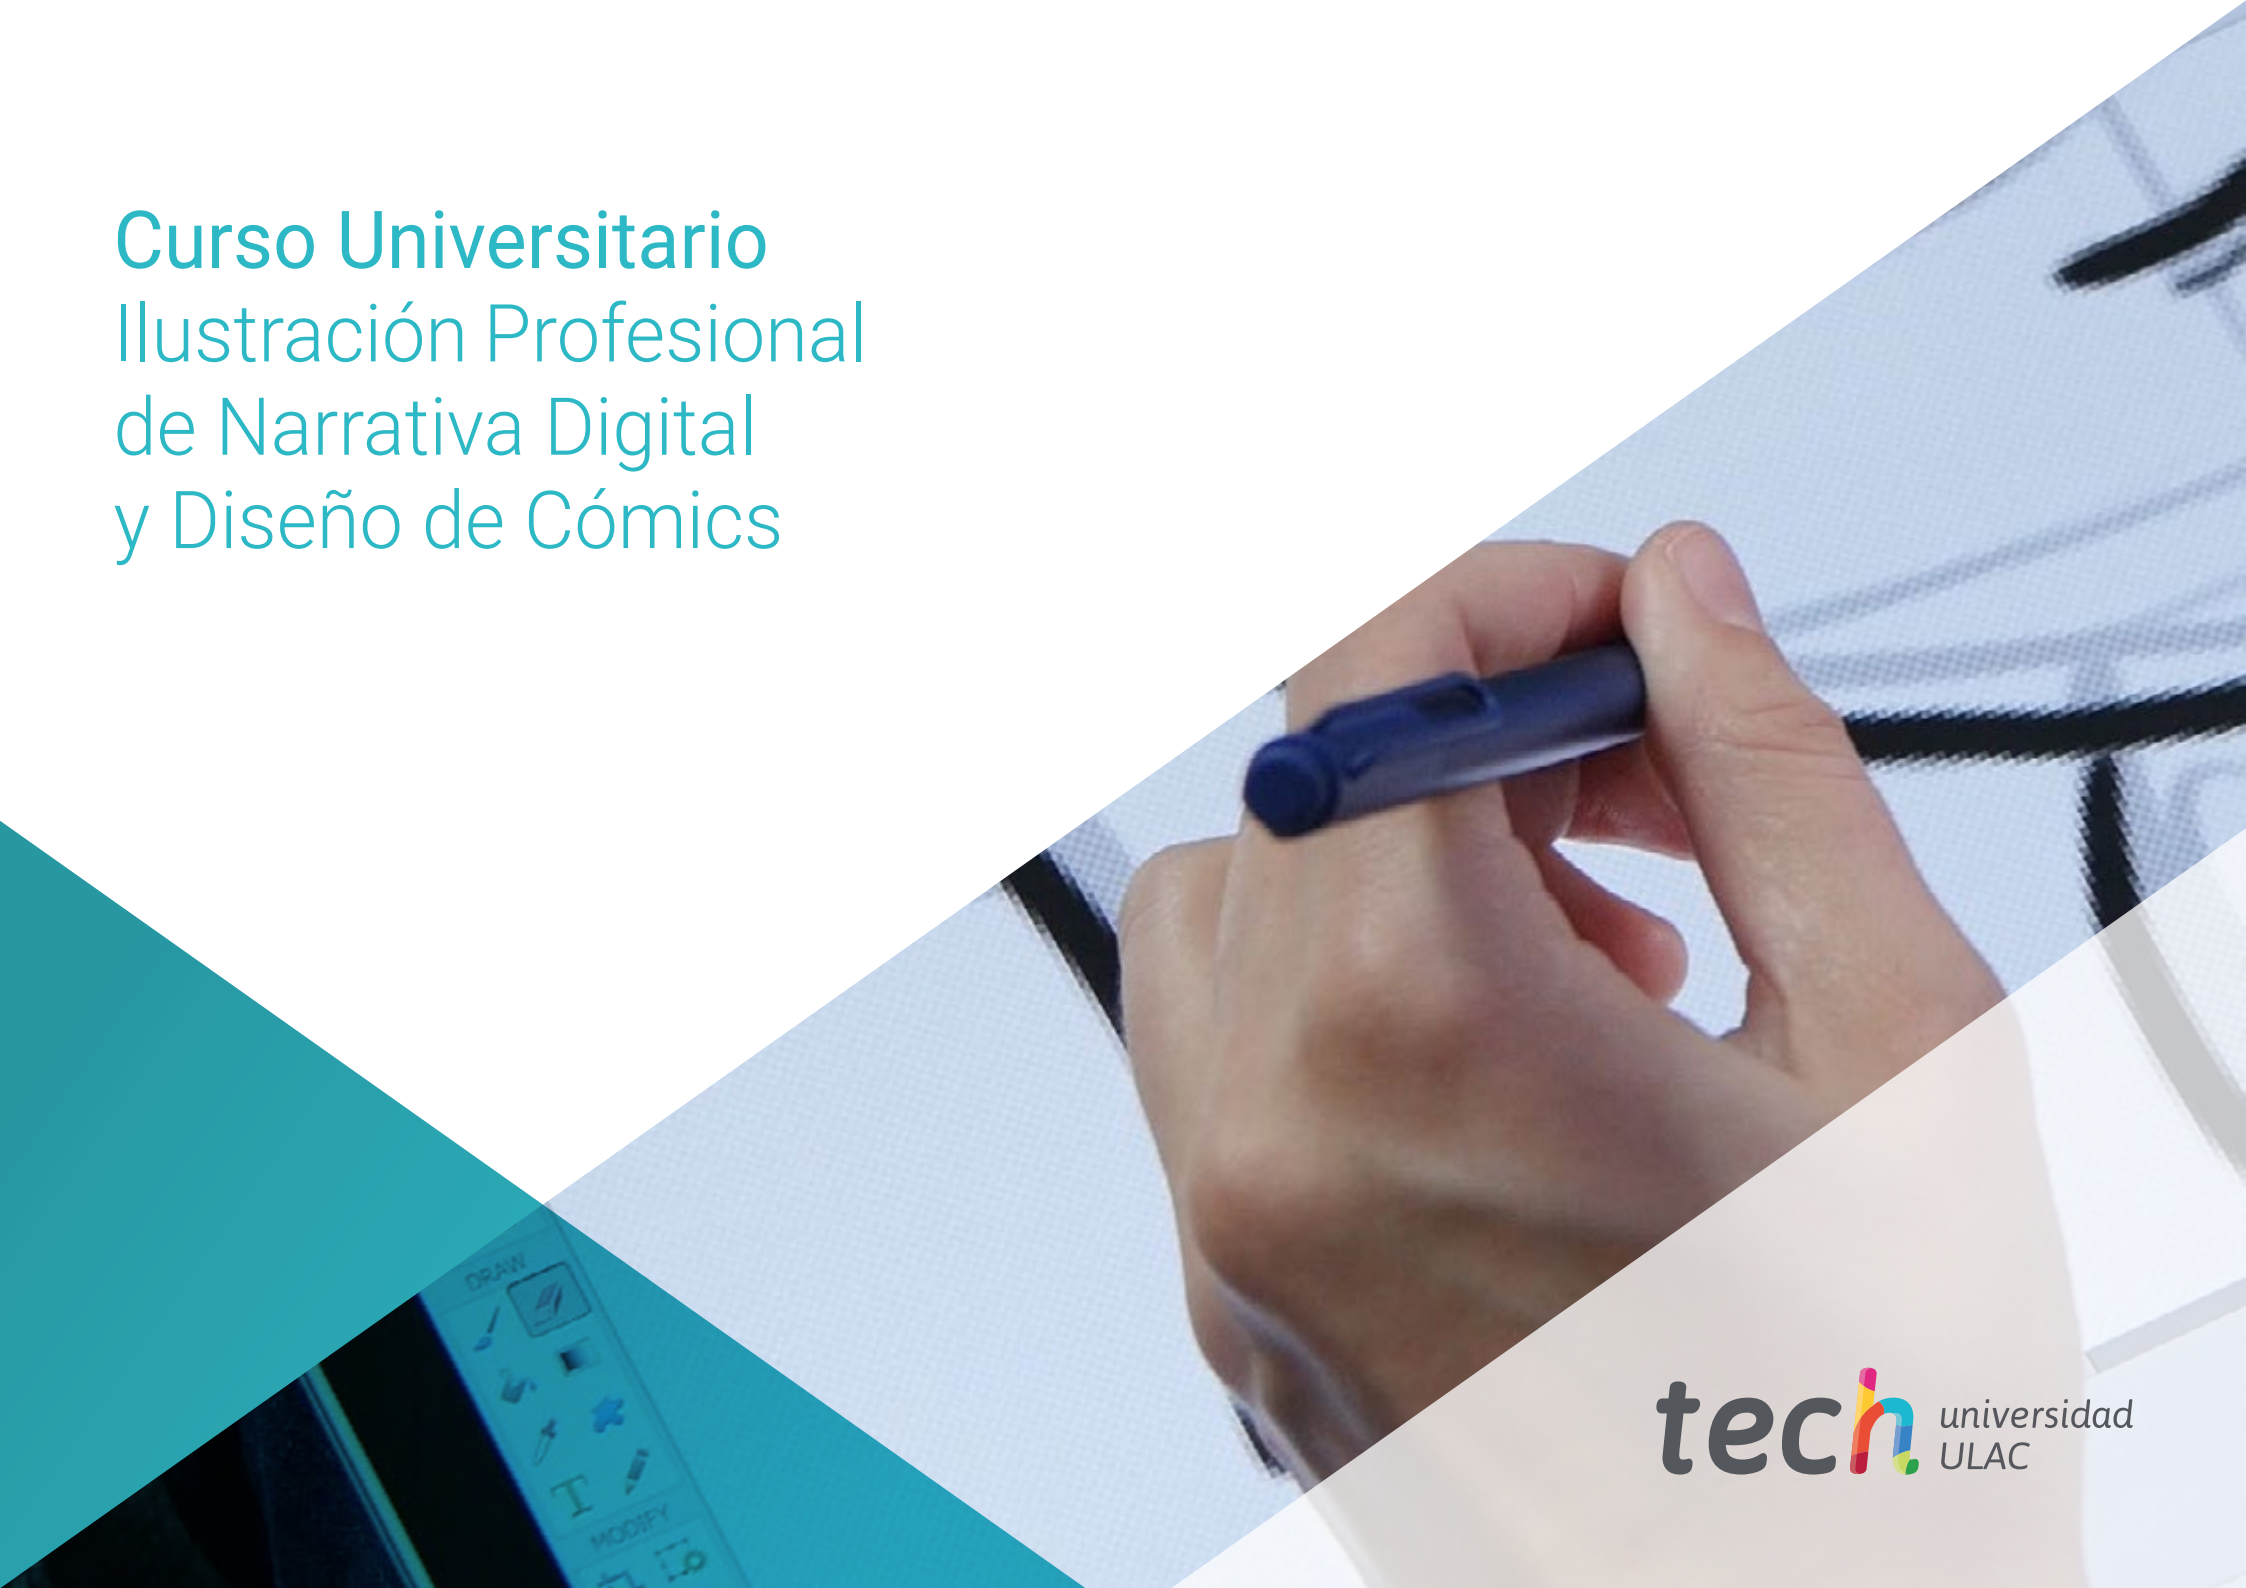 Curso Universitario
Ilustración Profesional
de Narrativa Digital
y Diseño de Cómics
DRAW
T
MODIFY
tech universidad
ULAC